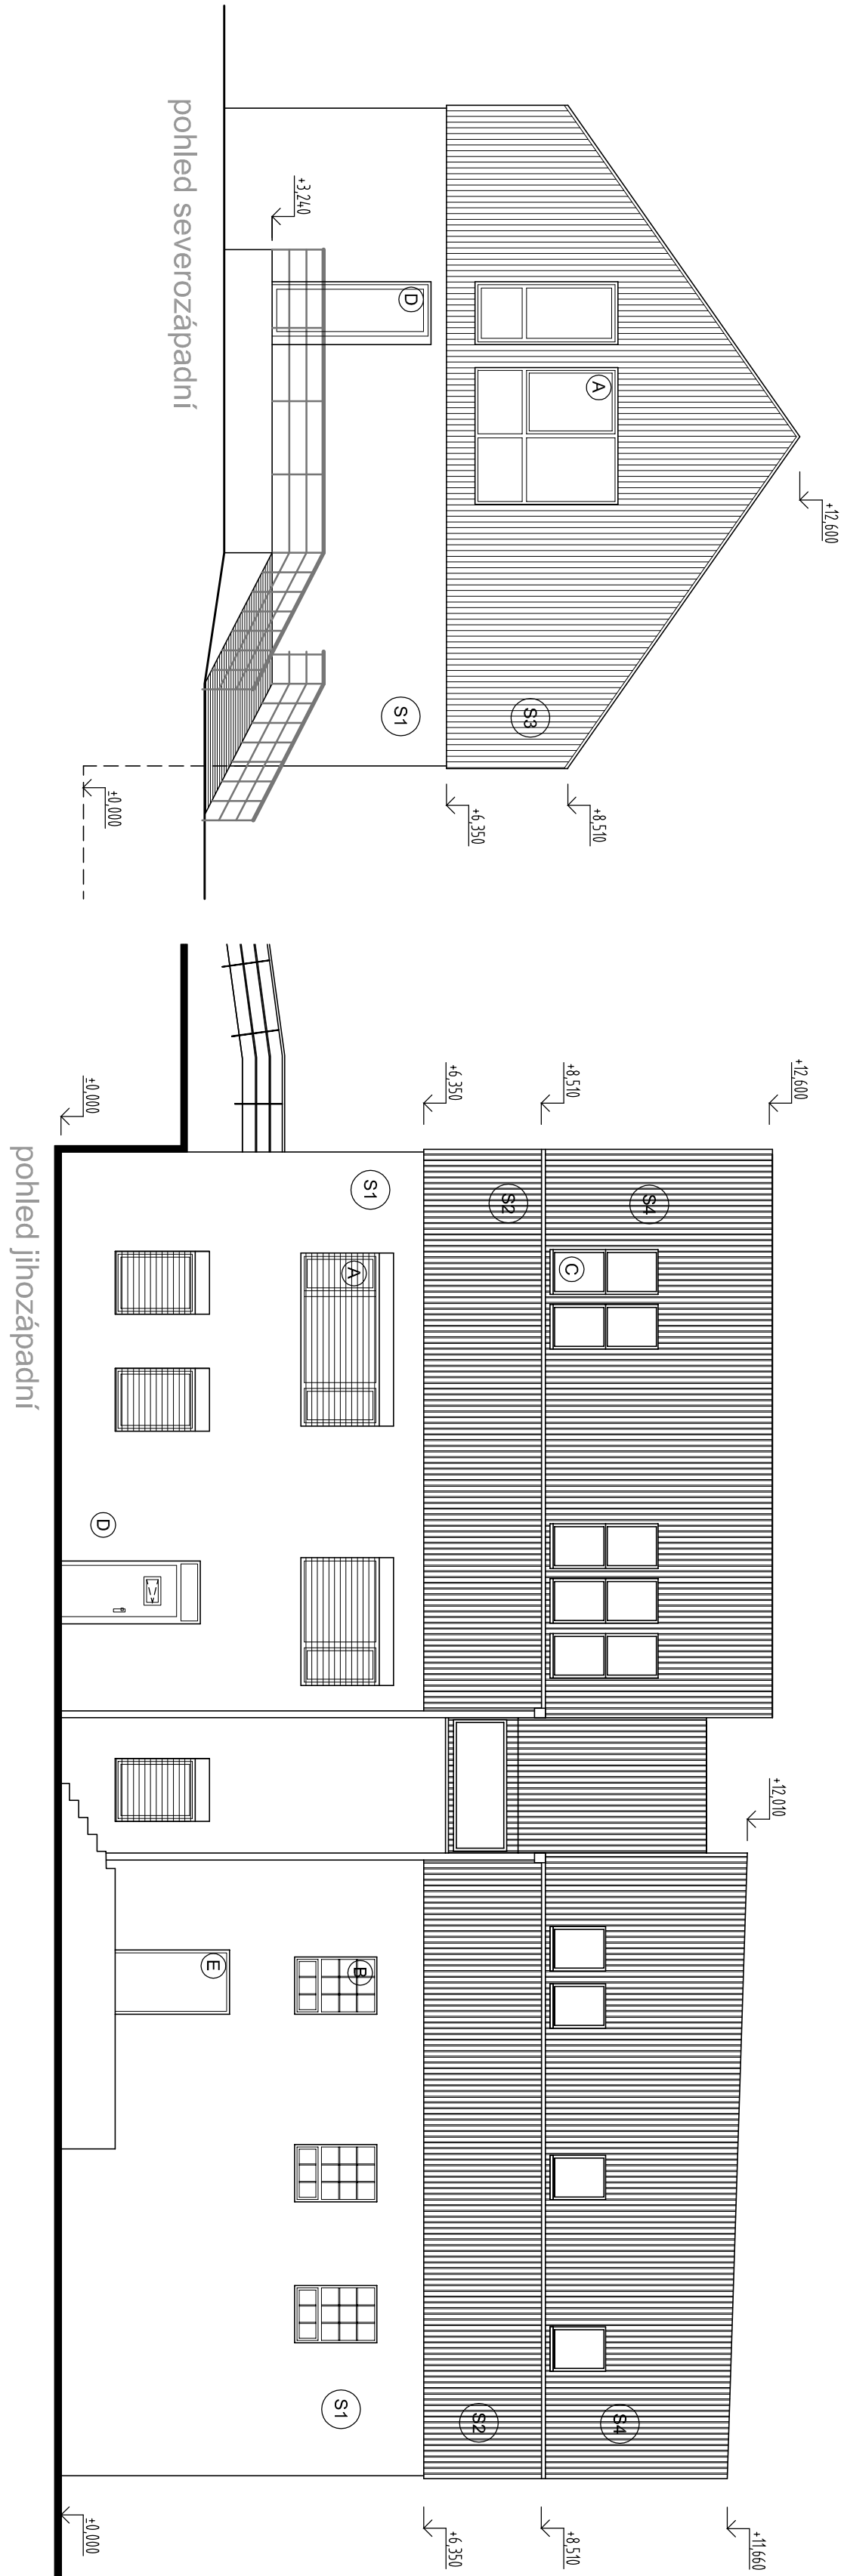 pohled severozápadní
+3,240
D
A
+12,600
S1
S3
±0,000
+6,350
+8,510
pohled jihozápadní
±0,000
+6,350
+8,510
+12,600
S1
S2
S4
A
C
D
+12,010
E
B
S1
S2
S4
±0,000
+6,350
+8,510
+11,660